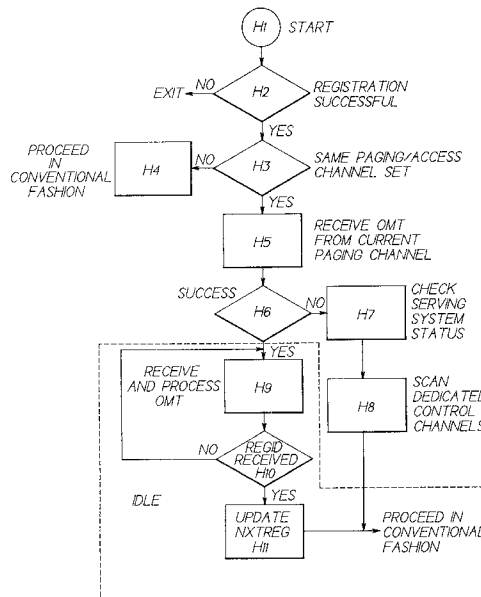 H1 START
EXIT NO H2 REGISTRATION
SUCCESSFUL
YES
PROCEED
IN
CONVENTIONAL
FASHION
H4 NO H3 SAME PAGING/ACCESS
CHANNEL SET
YES
H5 RECEIVE OMT
FROM CURRENT
PAGING CHANNEL
SUCCESS H6 NO H7 CHECK
SERVING
SYSTEM
STATUS
YES
RECEIVE
AND PROCESS
OMT
H9
H8 SCAN
DEDICATED
CONTROL
CHANNELS
NO REGID
RECEIVED
H10
YES
IDLE
UPDATE
NXTREG
H11
PROCEED IN
CONVENTIONAL
FASHION